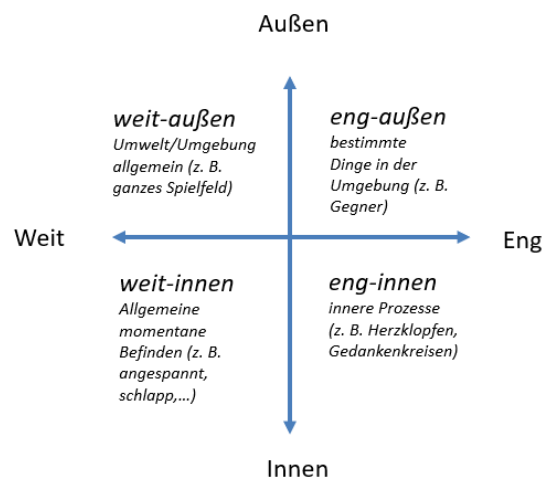 Außen
weit-außen
Umwelt/Umgebung
allgemein (z. B.
ganzes Spielfeld)
eng-außen
bestimmte
Dinge in der
Umgebung (z. B.
Gegner)
Weit
Eng
weit-innen
Allgemeine
momentane
Befinden (z. B.
angespannt,
schlapp,...)
eng-innen
innere Prozesse
(z. B. Herzklopfen,
Gedankenkreisen)
Innen